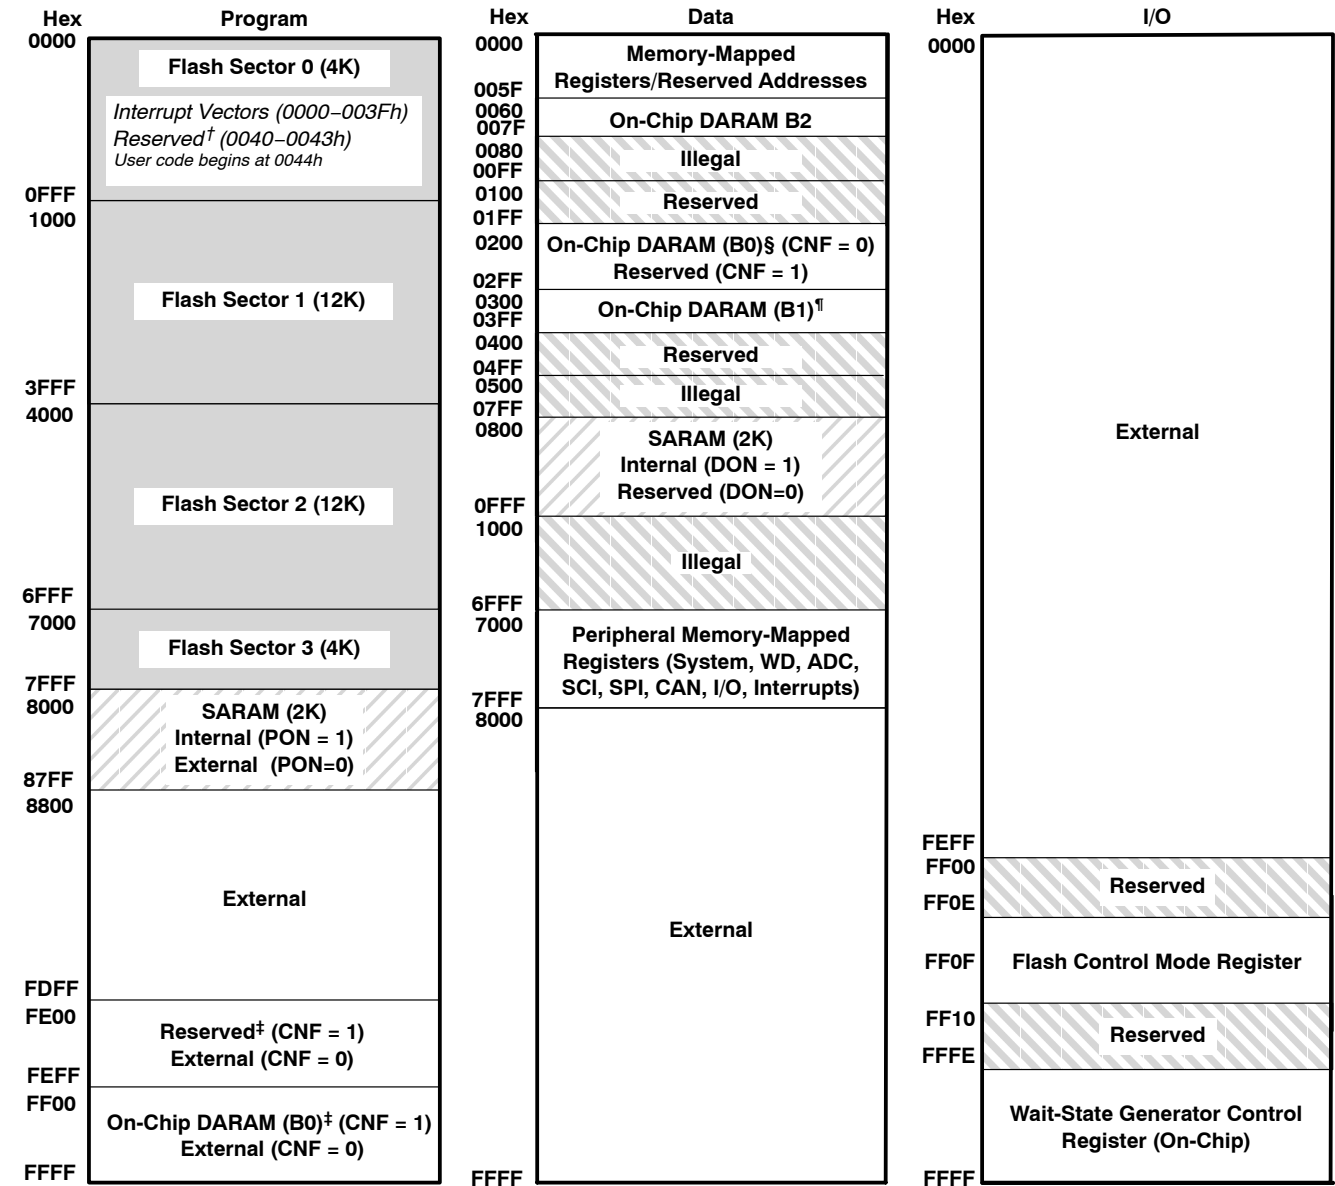 Hex Program
0000
Flash Sector 0 (4K)
Interrupt Vectors (0000–003Fh)
Reserved† (0040–0043h)
User code begins at 0044h
0FFF
1000
Flash Sector 1 (12K)
3FFF
4000
Flash Sector 2 (12K)
6FFF
7000
Flash Sector 3 (4K)
7FFF
8000
SARAM (2K)
Internal (PON = 1)
External (PON=0)
87FF
8800
External
FDFF
FE00
Reserved‡ (CNF = 1)
External (CNF = 0)
FEFF
FF00
On-Chip DARAM (B0)‡ (CNF = 1)
External (CNF = 0)
FFFF
Hex Data
0000
Memory-Mapped
Registers/Reserved Addresses
005F
0060
On-Chip DARAM B2
007F
0080
Illegal
00FF
0100
Reserved
01FF
0200
On-Chip DARAM (B0)§ (CNF = 0)
Reserved (CNF = 1)
02FF
0300
On-Chip DARAM (B1)¶
03FF
0400
Reserved
04FF
0500
Illegal
07FF
0800
SARAM (2K)
Internal (DON = 1)
Reserved (DON=0)
0FFF
1000
Illegal
6FFF
7000
Peripheral Memory-Mapped
Registers (System, WD, ADC,
SCI, SPI, CAN, I/O, Interrupts)
7FFF
8000
External
FFFF
Hex I/O
0000
External
FEFF
FF00
Reserved
FF0E
FF0F Flash Control Mode Register
FF10
Reserved
FFFE
Wait-State Generator Control
Register (On-Chip)
FFFF